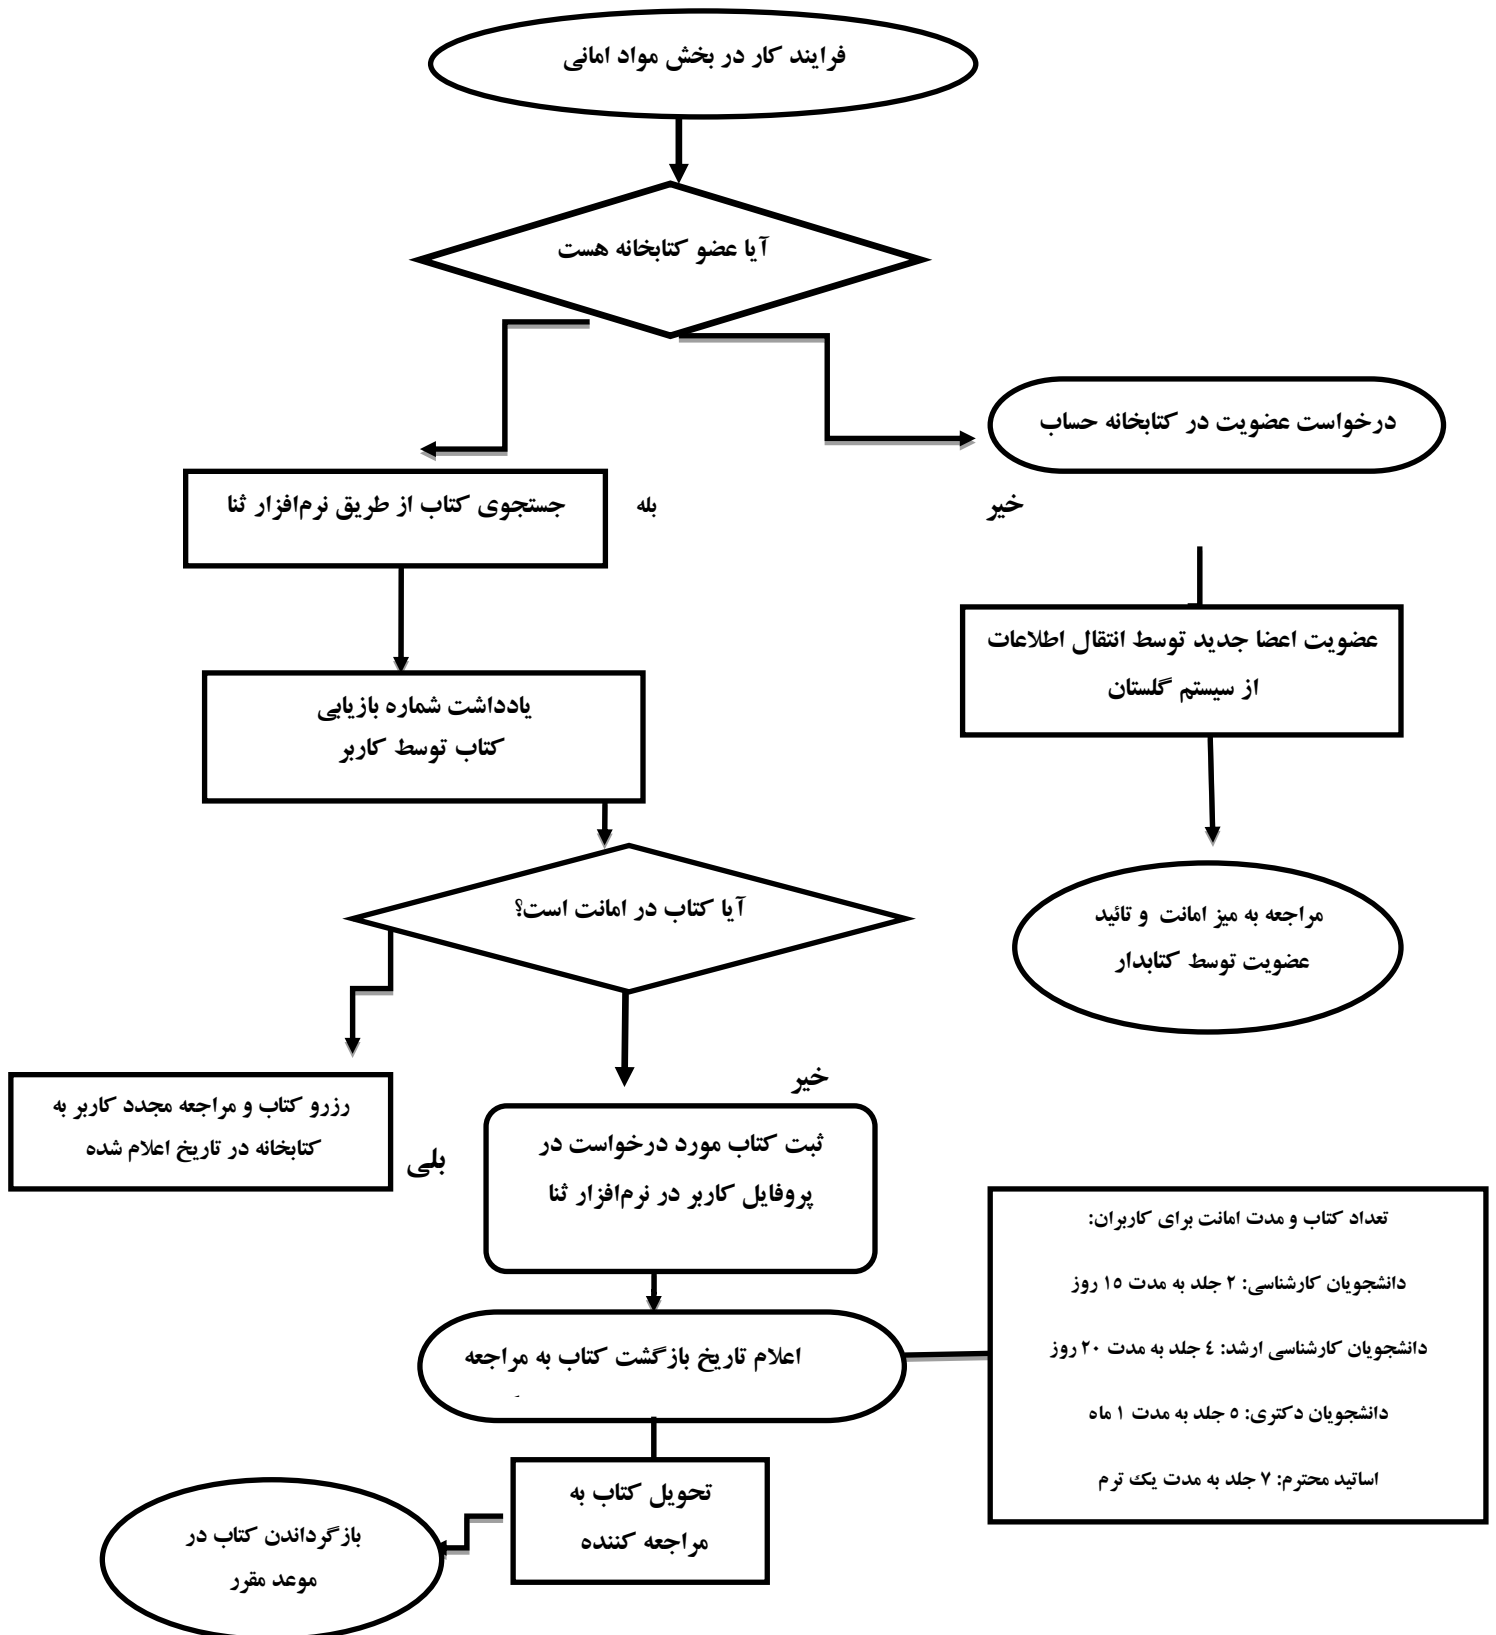 فرایند کار در بخش مواد امانی
آیا عضو کتابخانه هست
درخواست عضویت در کتابخانه حساب
جستجوی کتاب از طریق نرم‌افزار ثنا
بله
خیر
عضویت اعضا جدید توسط انتقال اطلاعات
از سیستم گلستان
یادداشت شماره بازیابی
کتاب توسط کاربر
آیا کتاب در امانت است؟
مراجعه به میز امانت و تائید
عضویت توسط کتابدار
خیر
رزرو کتاب و مراجعه مجدد کاربر به
کتابخانه در تاریخ اعلام شده
بلی
ثبت کتاب مورد درخواست در
پروفایل کاربر در نرم‌افزار ثنا
تعداد کتاب و مدت امانت برای کاربران:
دانشجویان کارشناسی: ۲ جلد به مدت ۱۵ روز
دانشجویان کارشناسی ارشد: ٤ جلد به مدت ۲۰ روز
دانشجویان دکتری: ٥ جلد به مدت ۱ ماه
اساتید محترم: ۷ جلد به مدت یک ترم
اعلام تاریخ بازگشت کتاب به مراجعه
تحویل کتاب به
مراجعه کننده
بازگرداندن کتاب در
موعد مقرر